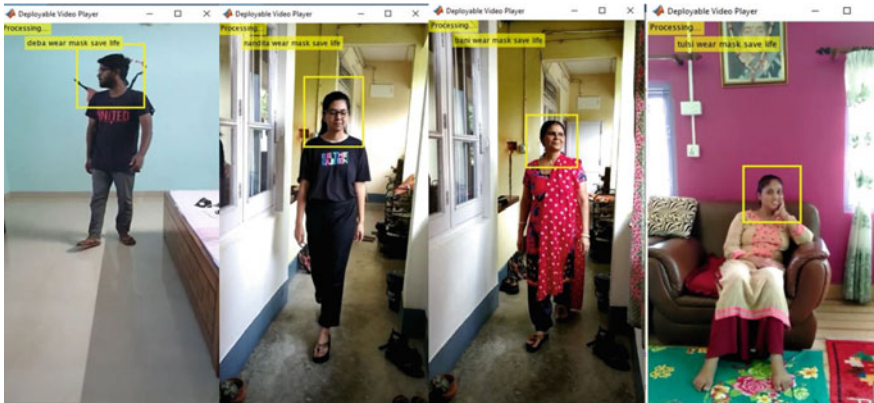 Deployable Video Player
Processing...
deba wear mask save life
UNITED
Deployable Video Player
Processing...
nandita wear mask save life
QUEEN
Deployable Video Player
Processing...
wear mask save life
Deployable Video Player
Processing...
tulsi wear mask save life